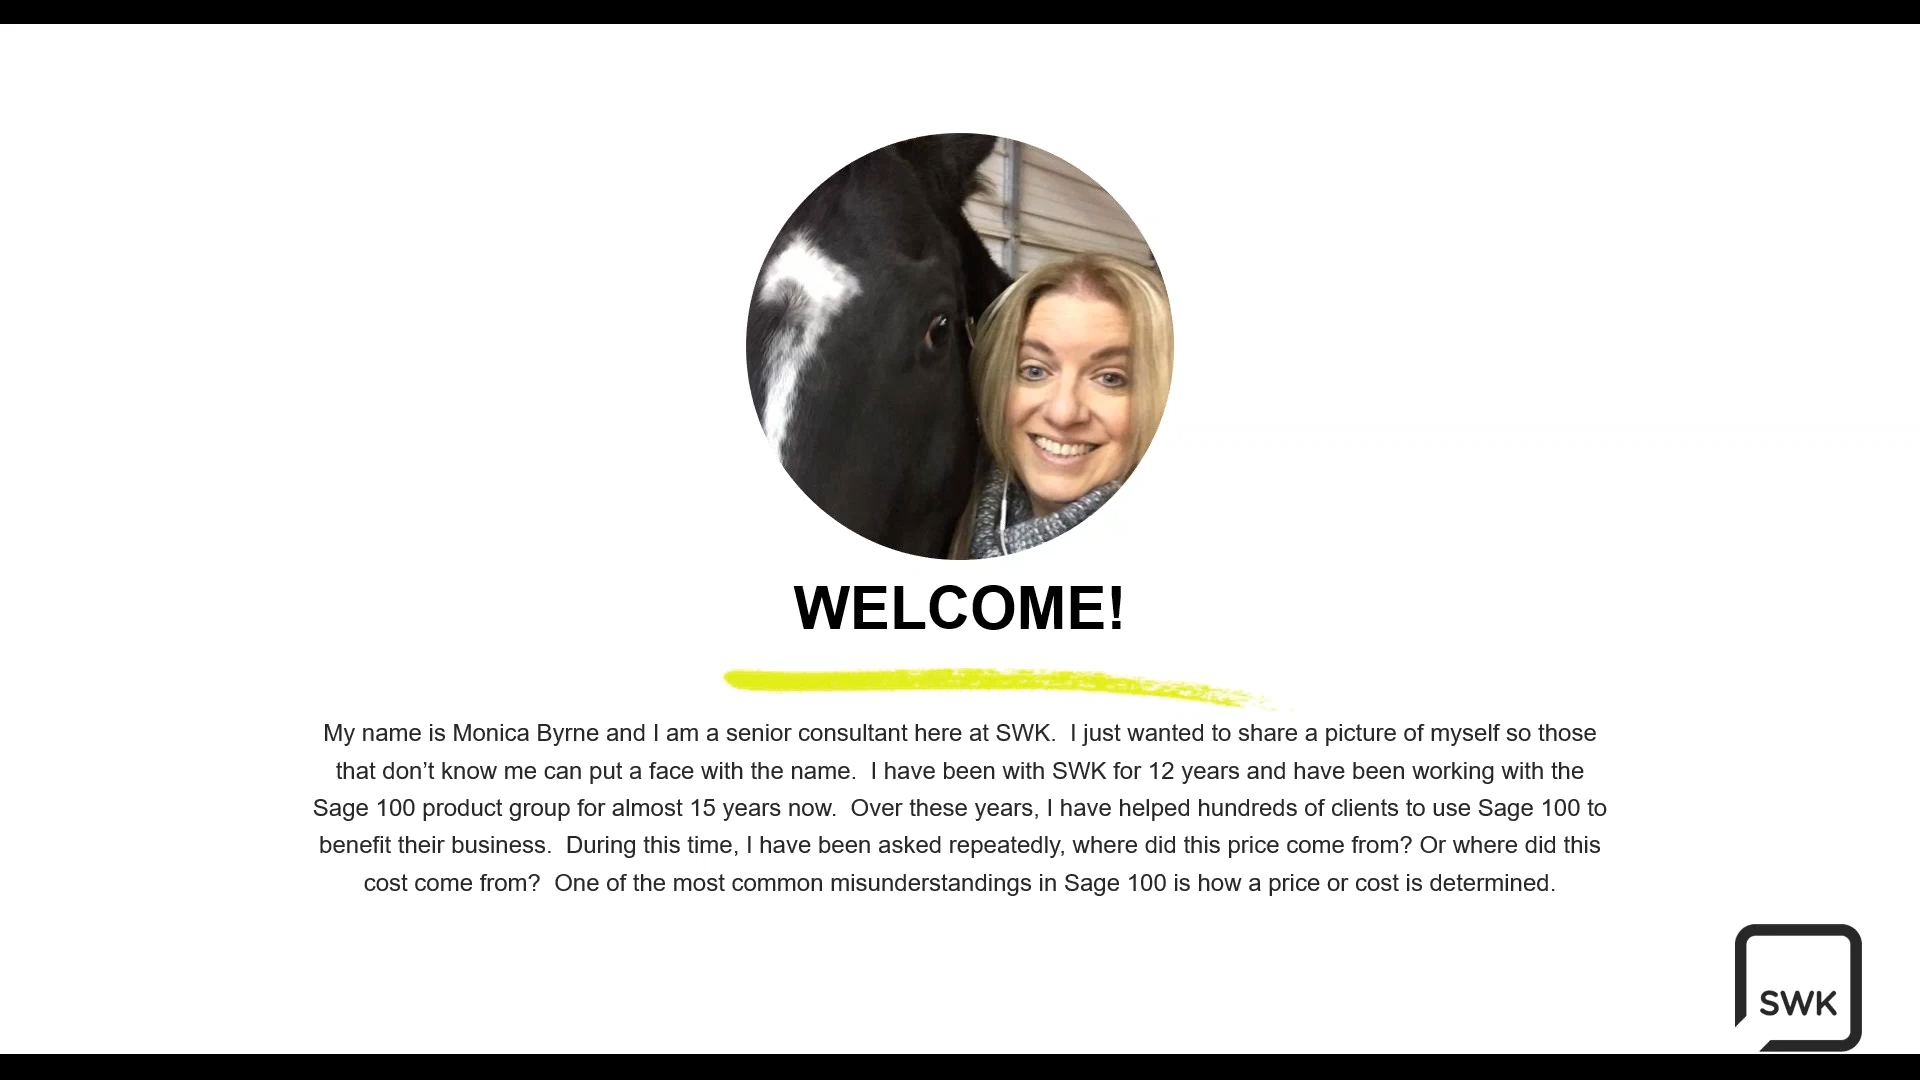 WELCOME!
My name is Monica Byrne and I am a senior consultant here at SWK.  I just wanted to share a picture of myself so those
that don’t know me can put a face with the name.  I have been with SWK for 12 years and have been working with the
Sage 100 product group for almost 15 years now.  Over these years, I have helped hundreds of clients to use Sage 100 to
benefit their business.  During this time, I have been asked repeatedly, where did this price come from? Or where did this
cost come from?  One of the most common misunderstandings in Sage 100 is how a price or cost is determined.
SWK